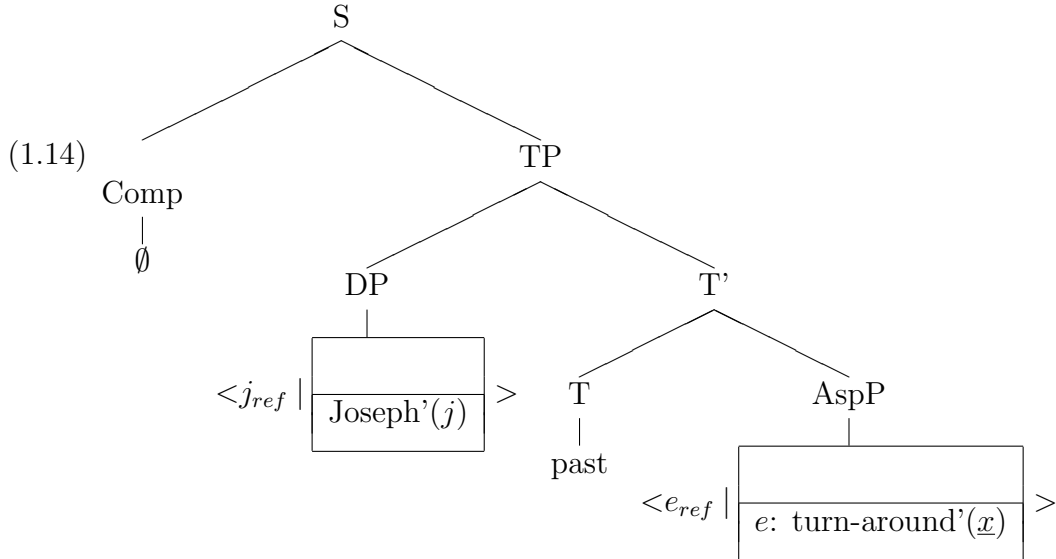 S
(1.14)
Comp
TP
∅
DP
T'
<j_ref | Joseph'(j) >
T
AspP
past
<e_ref | e: turn-around'(x) >